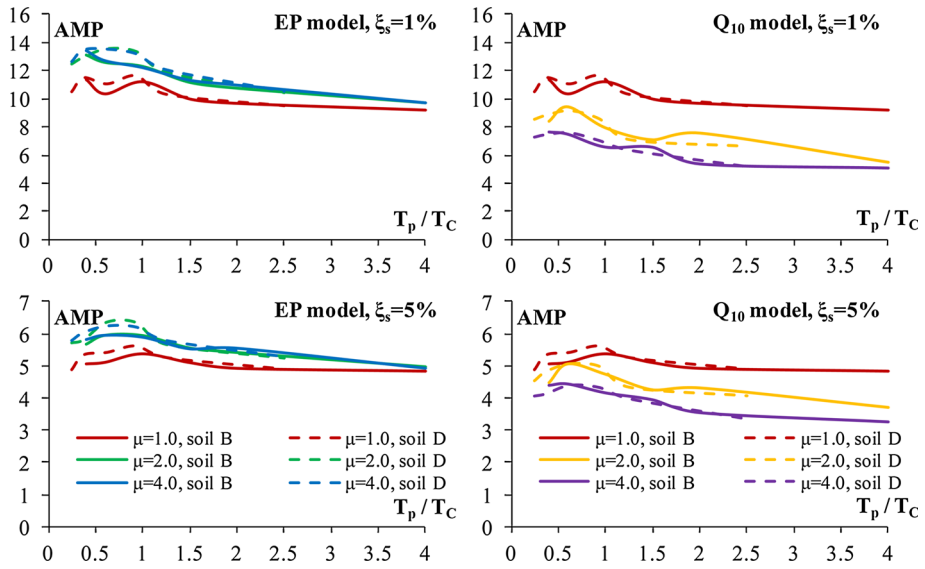 EP model, ξs=1%
AMP
16
14
12
10
8
6
4
2
0
Tp / TC
0 0.5 1 1.5 2 2.5 3 3.5 4
Q10 model, ξs=1%
AMP
16
14
12
10
8
6
4
2
0
Tp / TC
0 0.5 1 1.5 2 2.5 3 3.5 4
EP model, ξs=5%
AMP
7
6
5
4
3
2
1
0
μ=1.0, soil B μ=1.0, soil D
μ=2.0, soil B μ=2.0, soil D
μ=4.0, soil B μ=4.0, soil D
Tp / TC
0 0.5 1 1.5 2 2.5 3 3.5 4
Q10 model, ξs=5%
AMP
7
6
5
4
3
2
1
0
μ=1.0, soil B μ=1.0, soil D
μ=2.0, soil B μ=2.0, soil D
μ=4.0, soil B μ=4.0, soil D
Tp / TC
0 0.5 1 1.5 2 2.5 3 3.5 4